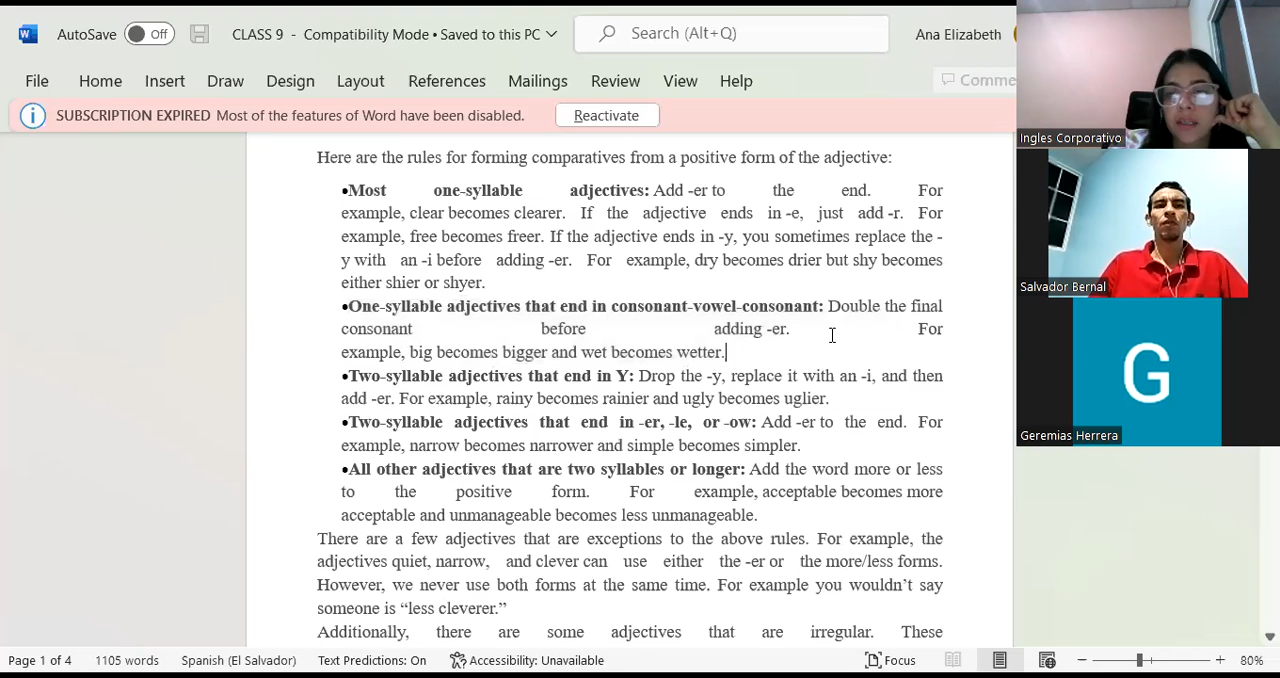 AutoSave Off CLASS 9 - Compatibility Mode • Saved to this PC Search (Alt+Q) Ana Elizabeth
File Home Insert Draw Design Layout References Mailings Review View Help Comme
SUBSCRIPTION EXPIRED Most of the features of Word have been disabled. Reactivate
Here are the rules for forming comparatives from a positive form of the adjective:
•Most one-syllable adjectives: Add -er to the end. For
example, clear becomes clearer. If the adjective ends in -e, just add -r. For
example, free becomes freer. If the adjective ends in -y, you sometimes replace the -
y with an -i before adding -er. For example, dry becomes drier but shy becomes
either shier or shyer.
•One-syllable adjectives that end in consonant-vowel-consonant: Double the final
consonant before adding -er. For
example, big becomes bigger and wet becomes wetter.
•Two-syllable adjectives that end in Y: Drop the -y, replace it with an -i, and then
add -er. For example, rainy becomes rainier and ugly becomes uglier.
•Two-syllable adjectives that end in -er, -le, or -ow: Add -er to the end. For
example, narrow becomes narrower and simple becomes simpler.
•All other adjectives that are two syllables or longer: Add the word more or less
to the positive form. For example, acceptable becomes more
acceptable and unmanageable becomes less unmanageable.
There are a few adjectives that are exceptions to the above rules. For example, the
adjectives quiet, narrow, and clever can use either the -er or the more/less forms.
However, we never use both forms at the same time. For example you wouldn't say
someone is “less cleverer.”
Additionally, there are some adjectives that are irregular. These
Page 1 of 4 1105 words Spanish (El Salvador) Text Predictions: On Accessibility: Unavailable Focus 80%
Ingles Corporativo
Salvador Bernal
G
Geremias Herrera